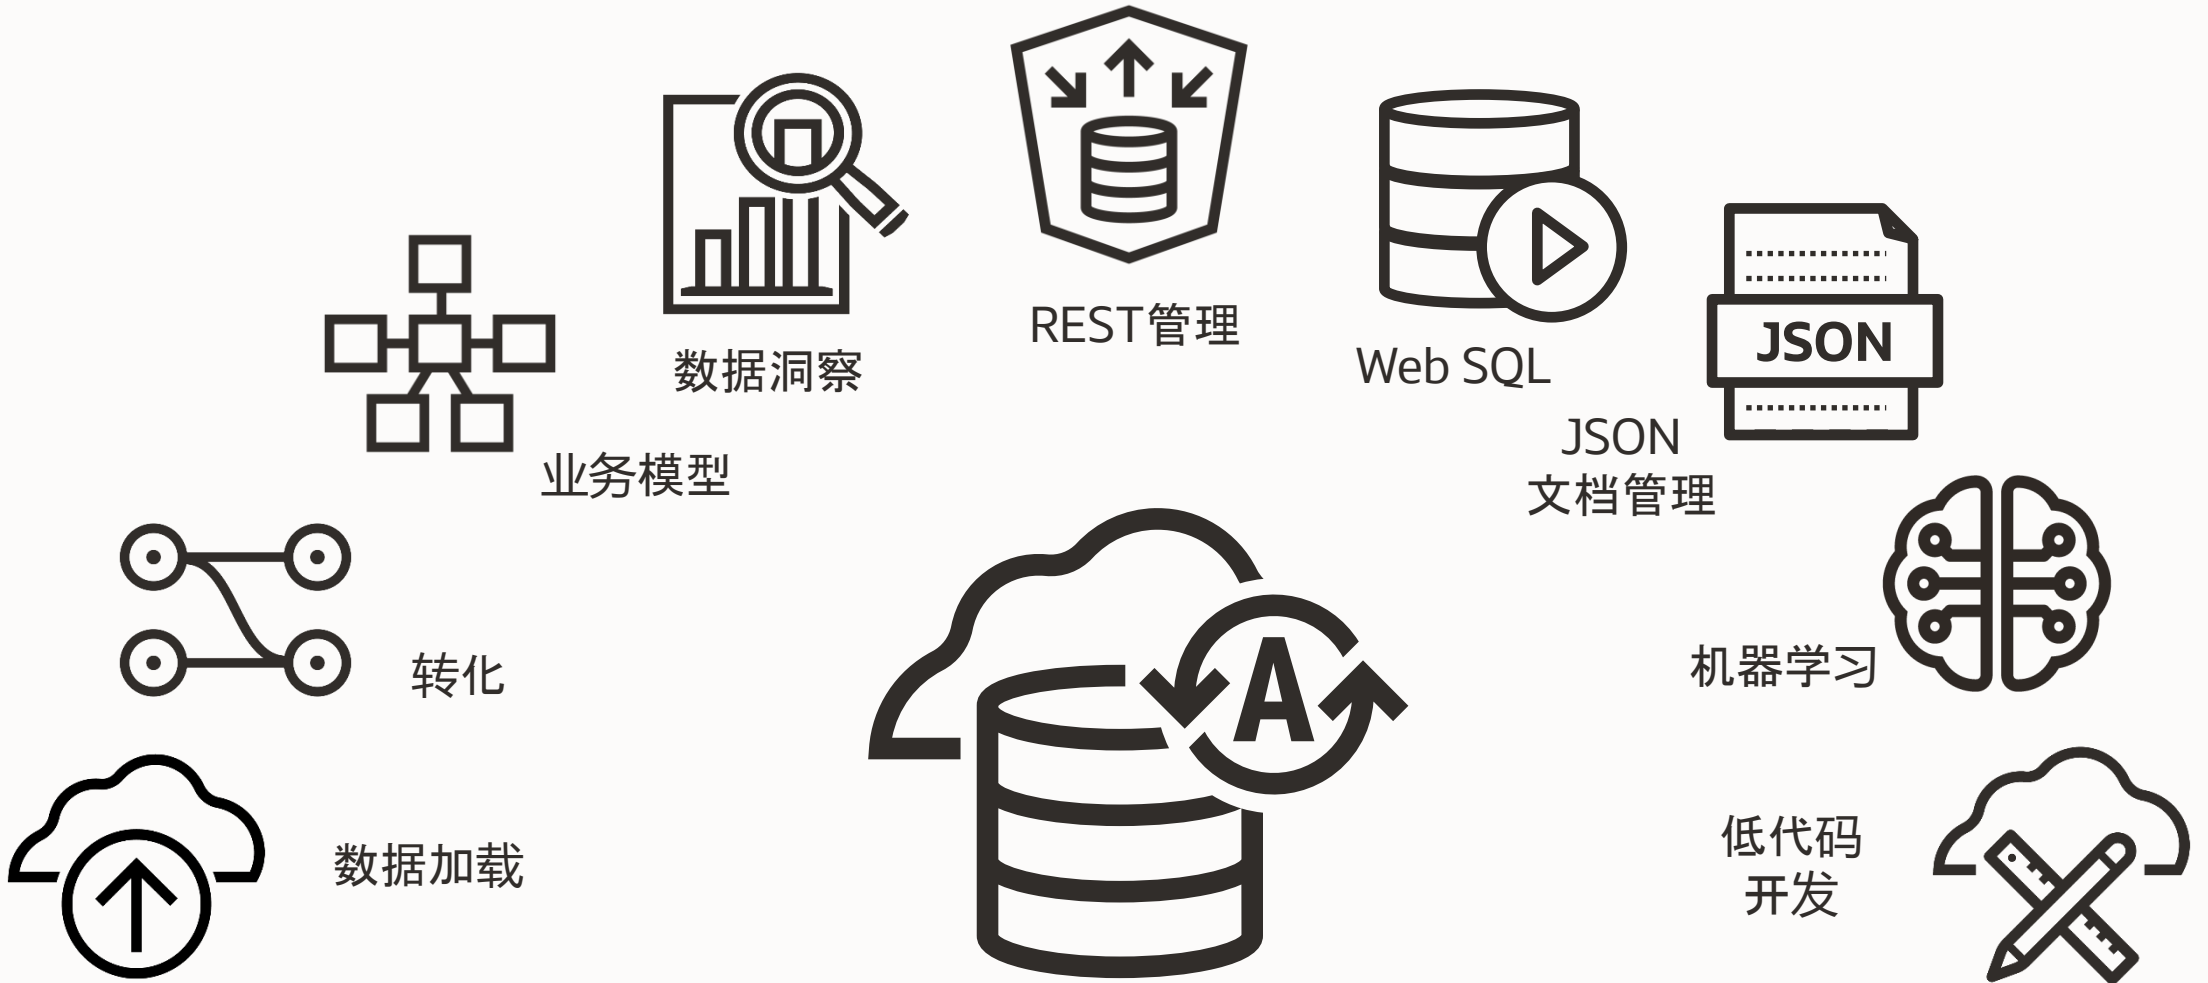 REST管理
数据洞察
Web SQL
JSON
JSON
文档管理
业务模型
转化
机器学习
A
数据加载
低代码
开发